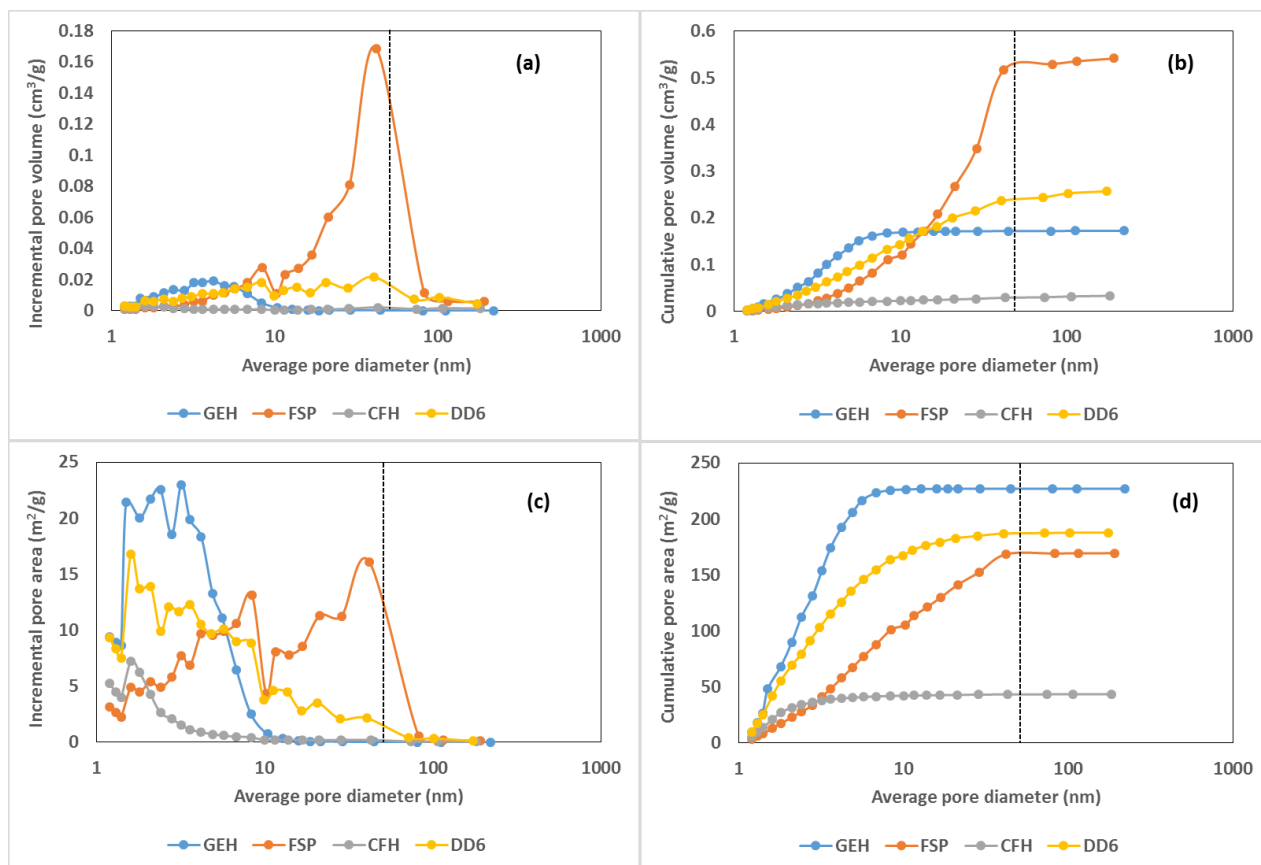 (a)
Incremental pore volume (cm³/g)
0.18
0.16
0.14
0.12
0.1
0.08
0.06
0.04
0.02
0
1 10 100 1000
Average pore diameter (nm)
GEH FSP CFH DD6
(b)
Cumulative pore volume (cm³/g)
0.6
0.5
0.4
0.3
0.2
0.1
0
1 10 100 1000
Average pore diameter (nm)
GEH FSP CFH DD6
(c)
Incremental pore area (m²/g)
25
20
15
10
5
0
1 10 100 1000
Average pore diameter (nm)
GEH FSP CFH DD6
(d)
Cumulative pore area (m²/g)
250
200
150
100
50
0
1 10 100 1000
Average pore diameter (nm)
GEH FSP CFH DD6